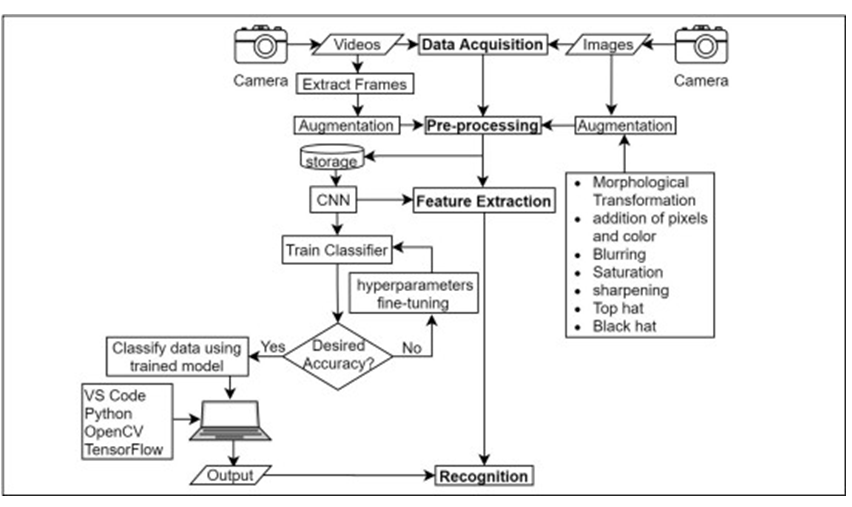 Videos
Data Acquisition
Images
Camera
Camera
Extract Frames
Augmentation
Pre-processing
Augmentation
storage
CNN
Feature Extraction
• Morphological
Transformation
• addition of pixels
and color
• Blurring
• Saturation
• sharpening
• Top hat
• Black hat
Train Classifier
hyperparameters
fine-tuning
Desired
Accuracy?
Yes
No
Classify data using
trained model
VS Code
Python
OpenCV
TensorFlow
Output
Recognition